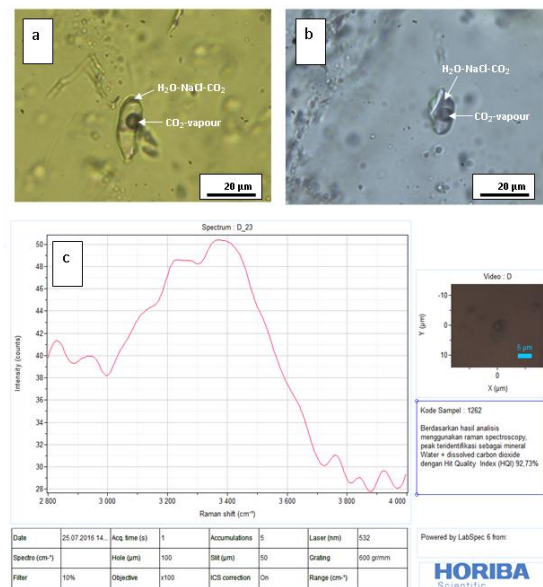 a
H₂O-NaCl-CO₂
CO₂-vapour
20 µm
b
H₂O-NaCl-CO₂
CO₂-vapour
20 µm
Spectrum : D_23
c
Intensity (counts)
50
48
46
44
42
40
38
36
34
32
30
28
2 800
3 000
3 200
3 400
3 600
3 800
4 000
Raman shift (cm⁻¹)
Video : D
Y (µm)
-10
0
10
5 µm
0
X (µm)
Kode Sampel : 1262
Berdasarkan hasil analisis
menggunakan raman spectroscopy,
peak teridentifikasi sebagai mineral
Water + dissolved carbon dioxide
dengan Hit Quality Index (HQI) 92,73%
Date 25.07.2016 14... Acq. time (s) 1 Accumulations 5 Laser (nm) 532
Spectro (cm⁻¹) Hole (µm) 100 Slit (µm) 50 Grating 600 gr/mm
Filter 10% Objective x100 ICS correction On Range (cm⁻¹)
Powered by LabSpec 6 from:
HORIBA
Scientific